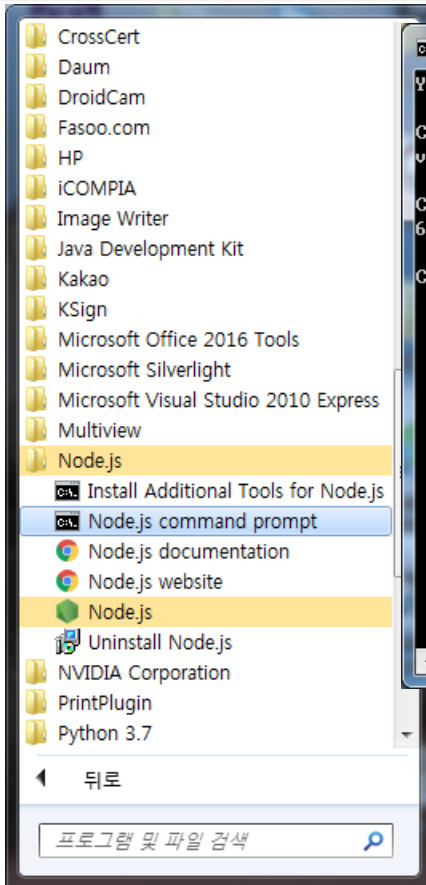 CrossCert
Daum
DroidCam
Fasoo.com
HP
iCOMPIA
Image Writer
Java Development Kit
Kakao
KSign
Microsoft Office 2016 Tools
Microsoft Silverlight
Microsoft Visual Studio 2010 Express
Multiview
Node.js
Install Additional Tools for Node.js
Node.js command prompt
Node.js documentation
Node.js website
Node.js
Uninstall Node.js
NVIDIA Corporation
PrintPlugin
Python 3.7
뒤로
프로그램 및 파일 검색
Y
C
v
C
6
C